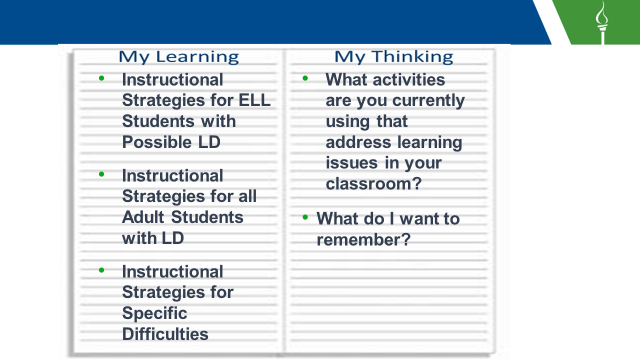 My Learning
Instructional
Strategies for ELL
Students with
Possible LD
Instructional
Strategies for all
Adult Students
with LD
Instructional
Strategies for
Specific
Difficulties
My Thinking
What activities
are you currently
using that
address learning
issues in your
classroom?
What do I want to
remember?